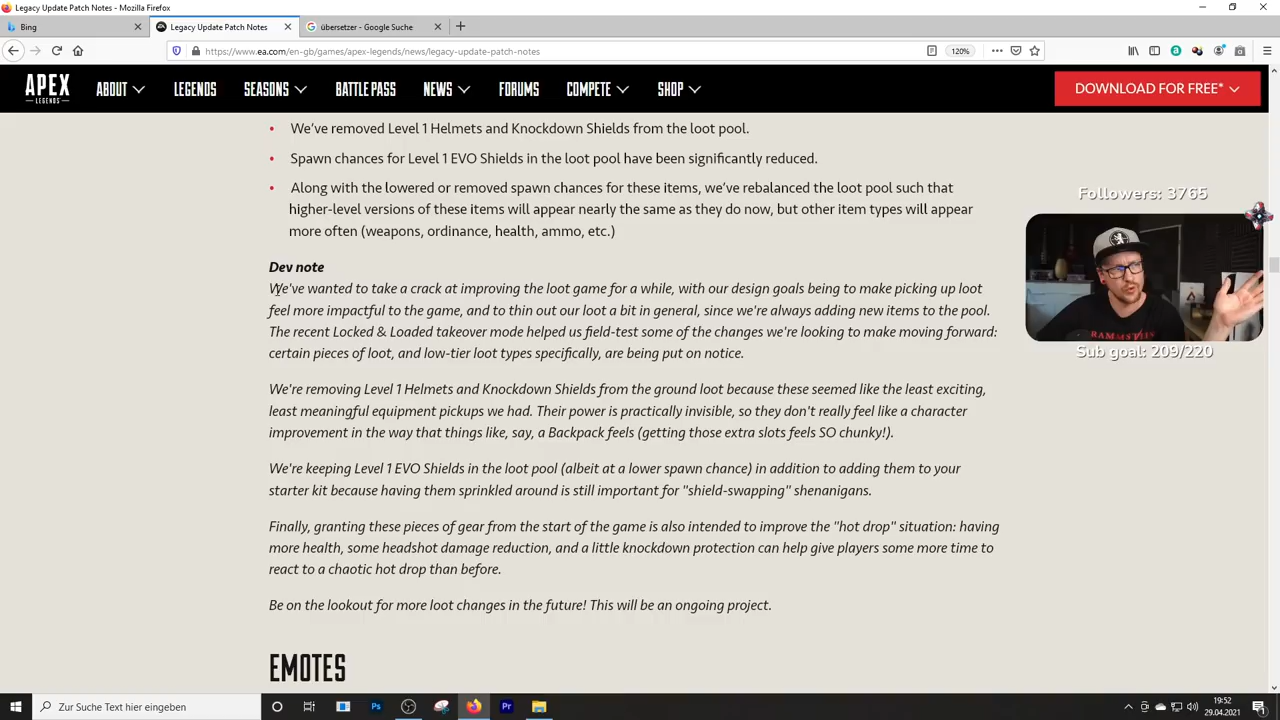 Legacy Update Patch Notes - Mozilla Firefox
Bing
Legacy Update Patch Notes
übersetzer - Google Suche
https://www.ea.com/en-gb/games/apex-legends/news/legacy-update-patch-notes
120%
APEX
LEGENDS
ABOUT
LEGENDS
SEASONS
BATTLE PASS
NEWS
FORUMS
COMPETE
SHOP
DOWNLOAD FOR FREE*
• We've removed Level 1 Helmets and Knockdown Shields from the loot pool.
• Spawn chances for Level 1 EVO Shields in the loot pool have been significantly reduced.
• Along with the lowered or removed spawn chances for these items, we've rebalanced the loot pool such that
higher-level versions of these items will appear nearly the same as they do now, but other item types will appear
more often (weapons, ordinance, health, ammo, etc.)
Followers: 3765
RAMMSTEIN
Sub goal: 209/220
Dev note
We've wanted to take a crack at improving the loot game for a while, with our design goals being to make picking up loot
feel more impactful to the game, and to thin out our loot a bit in general, since we're always adding new items to the pool.
The recent Locked & Loaded takeover mode helped us field-test some of the changes we're looking to make moving forward:
certain pieces of loot, and low-tier loot types specifically, are being put on notice.
We're removing Level 1 Helmets and Knockdown Shields from the ground loot because these seemed like the least exciting,
least meaningful equipment pickups we had. Their power is practically invisible, so they don't really feel like a character
improvement in the way that things like, say, a Backpack feels (getting those extra slots feels SO chunky!).
We're keeping Level 1 EVO Shields in the loot pool (albeit at a lower spawn chance) in addition to adding them to your
starter kit because having them sprinkled around is still important for "shield-swapping" shenanigans.
Finally, granting these pieces of gear from the start of the game is also intended to improve the "hot drop" situation: having
more health, some headshot damage reduction, and a little knockdown protection can help give players some more time to
react to a chaotic hot drop than before.
Be on the lookout for more loot changes in the future! This will be an ongoing project.
EMOTES
Zur Suche Text hier eingeben
Ps
Pr
19:52
29.04.2021